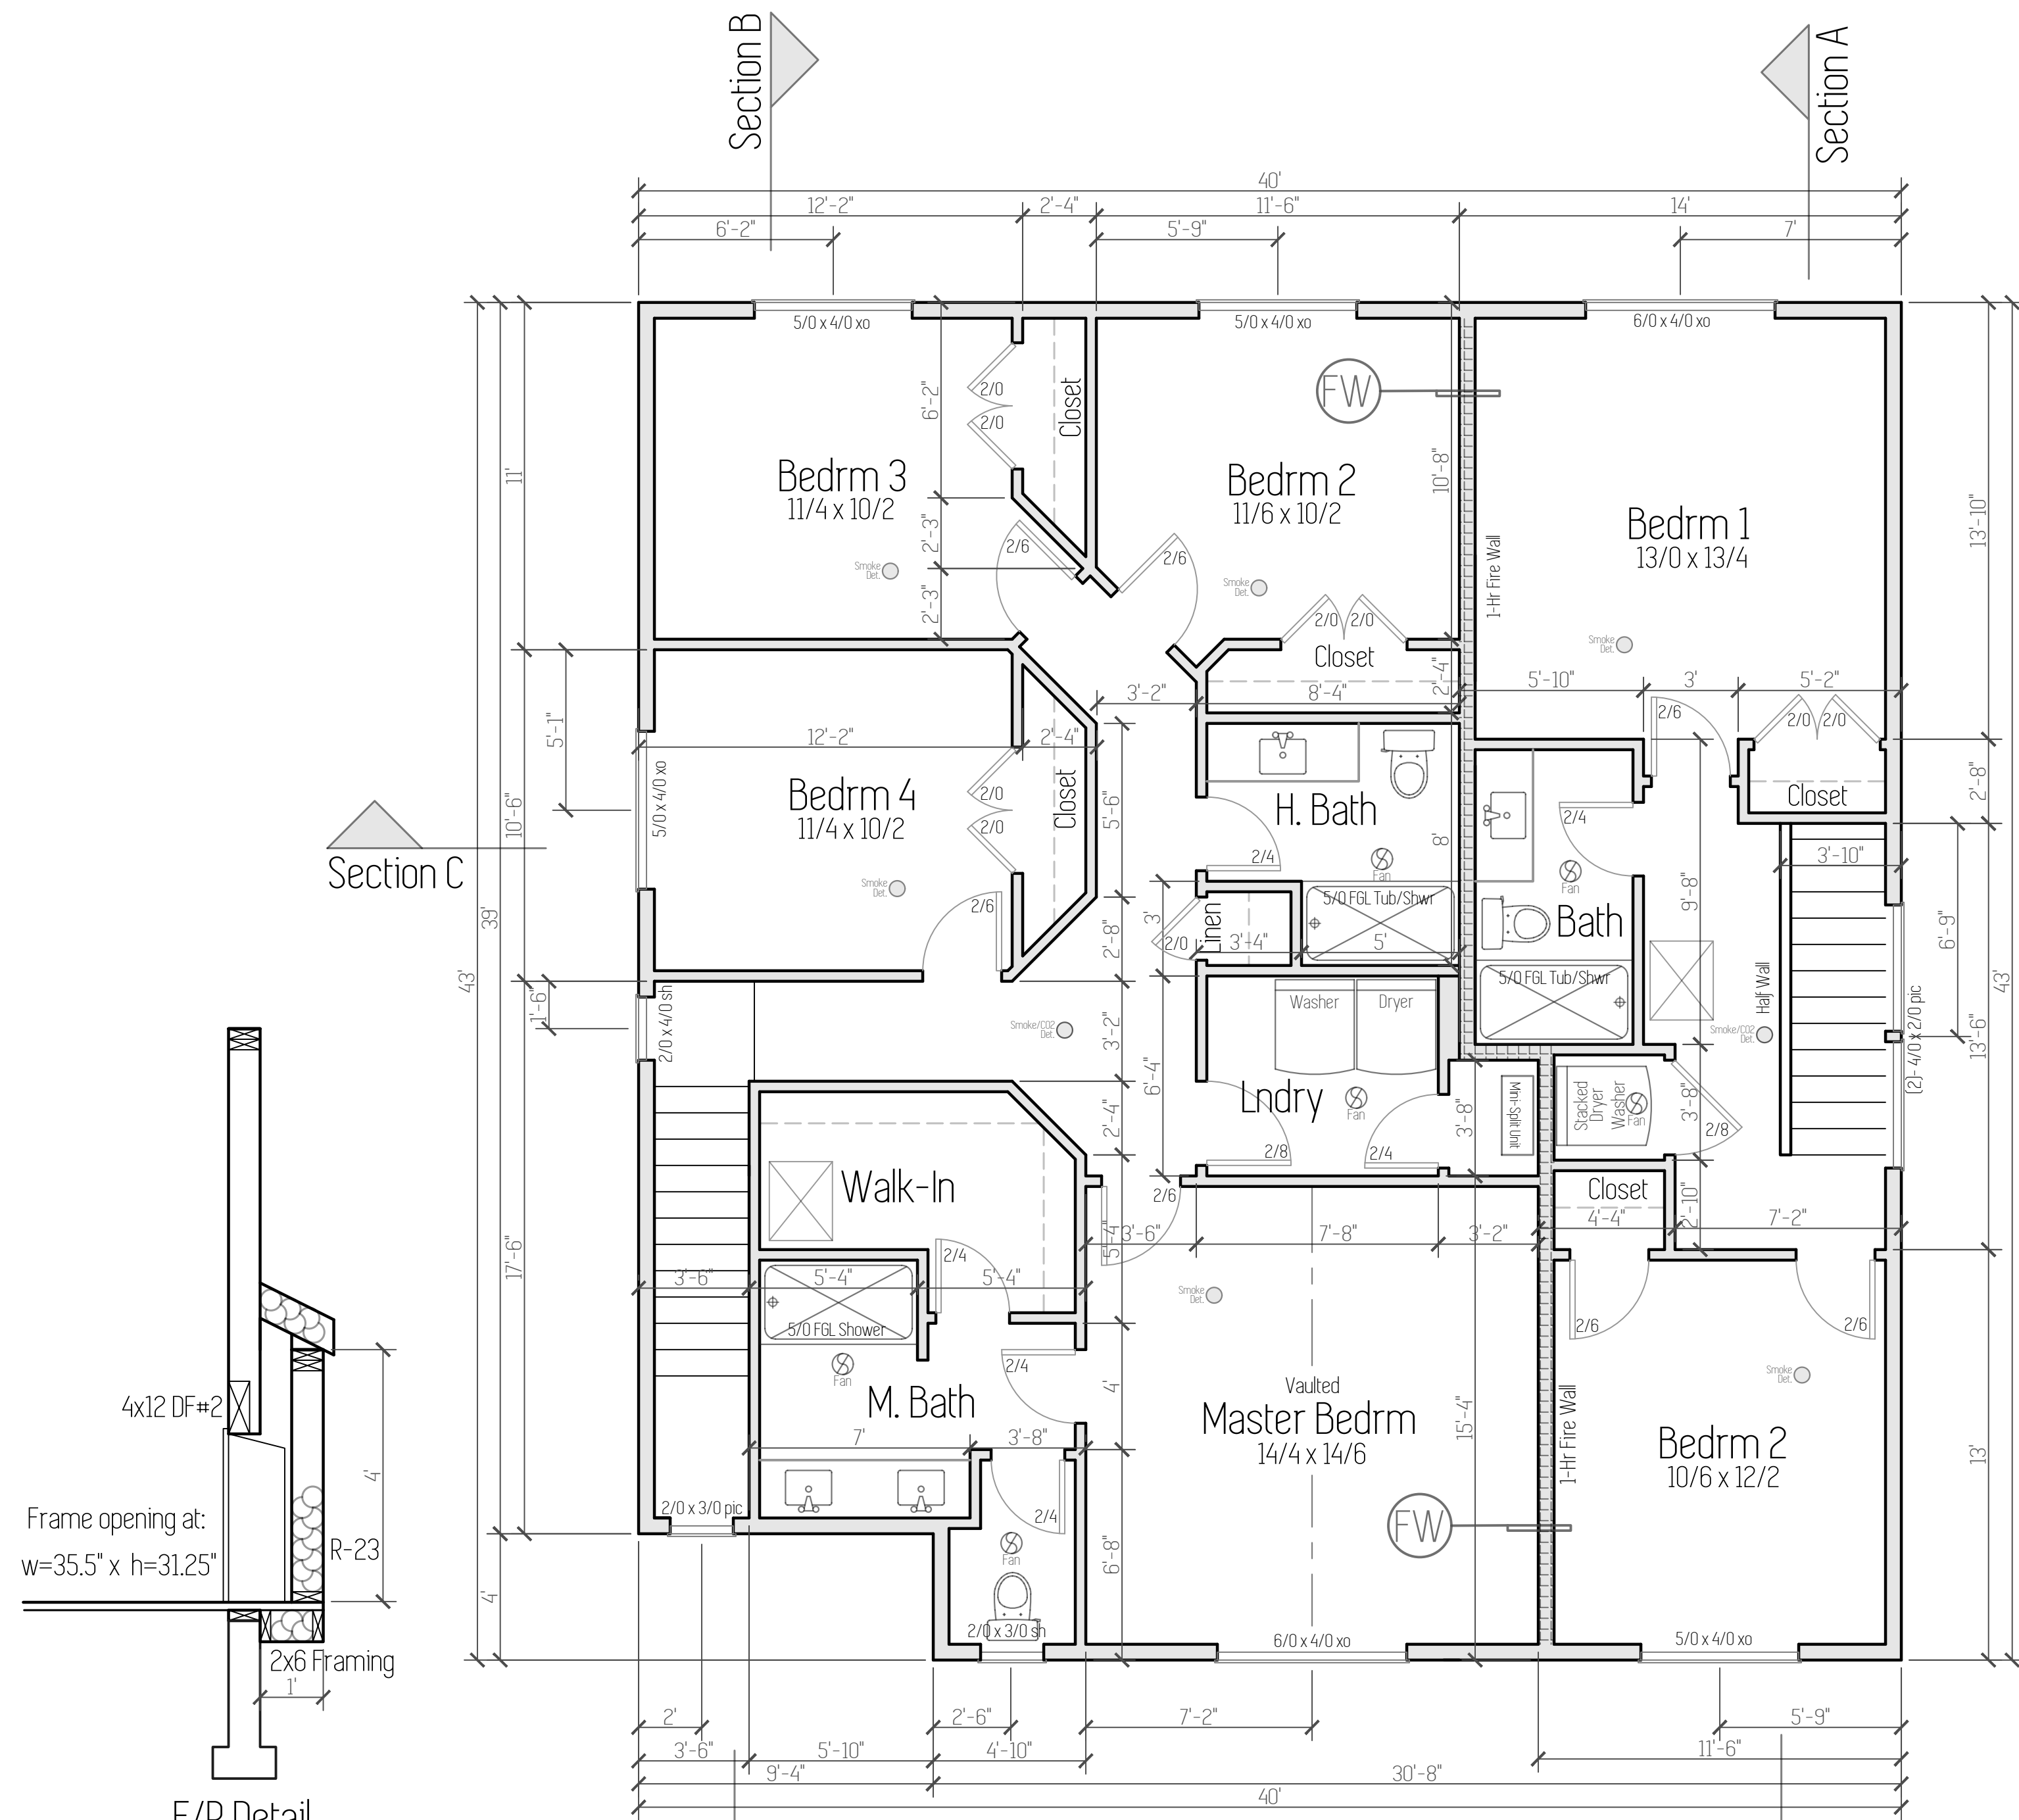 Section B
Section A
40'
12'-2"
2'-4"
11'-6"
14'
6'-2"
5'-9"
7'
5/0 x 4/0 xo
5/0 x 4/0 xo
6/0 x 4/0 xo
6'-2"
2/0
2/0
Closet
FW
10'-8"
11'
Bedrm 3
11/4 x 10/2
Bedrm 2
11/6 x 10/2
Bedrm 1
13/0 x 13/4
13'-10"
1-Hr Fire Wall
2'-3"
2/6
2/6
Smoke
Det.
Smoke
Det.
2'-3"
2/0
2/0
Smoke
Det.
Closet
2'-4"
3'-2"
8'-4"
5'-10"
3'
5'-2"
2/6
2/0
2/0
5'-1"
12'-2"
2'-4"
5/0 x 4/0 xo
Bedrm 4
11/4 x 10/2
2/0
2/0
Closet
5'-6"
H. Bath
2/4
Fan
8'
2/4
Fan
Closet
2'-8"
10'-6"
Section C
3'-10"
Smoke
Det.
2/6
39'
43'
3'
Linen
2/0
3'-4"
5/0 FGL Tub/Shwr
5'
Bath
9'-8"
6'-9"
2'-8"
5/0 FGL Tub/Shwr
Half Wall
Smoke/CO2
Det.
(2)- 4/0 x 2/0 pic
13'-6"
43'
1'-6"
2/0 x 4/0 sh
Smoke/CO2
Det.
3'-2"
Washer
Dryer
6'-4"
Lndry
Fan
3'-8"
Mini-Split Unit
Stacked
Dryer
Washer
Fan
3'-8"
2/8
2'-4"
2/8
2/4
Walk-In
2/6
Closet
4'-4"
2'-10"
7'-2"
5'-4"
3'-6"
7'-8"
3'-2"
17'-6"
2/4
3'-6"
5'-4"
5'-4"
5/0 FGL Shower
Smoke
Det.
2/6
2/6
Fan
2/4
4'
M. Bath
Vaulted
Master Bedrm
14/4 x 14/6
15'-4"
1-Hr Fire Wall
Smoke
Det.
Bedrm 2
10/6 x 12/2
13'
7'
3'-8"
2/0 x 3/0 pic
2/4
Fan
FW
6'-8"
4'
2/0 x 3/0 sh
6/0 x 4/0 xo
5/0 x 4/0 xo
4x12 DF#2
4'
Frame opening at:
w=35.5" x h=31.25"
R-23
2x6 Framing
1'
2'
2'-6"
7'-2"
5'-9"
3'-6"
5'-10"
4'-10"
11'-6"
9'-4"
30'-8"
40'